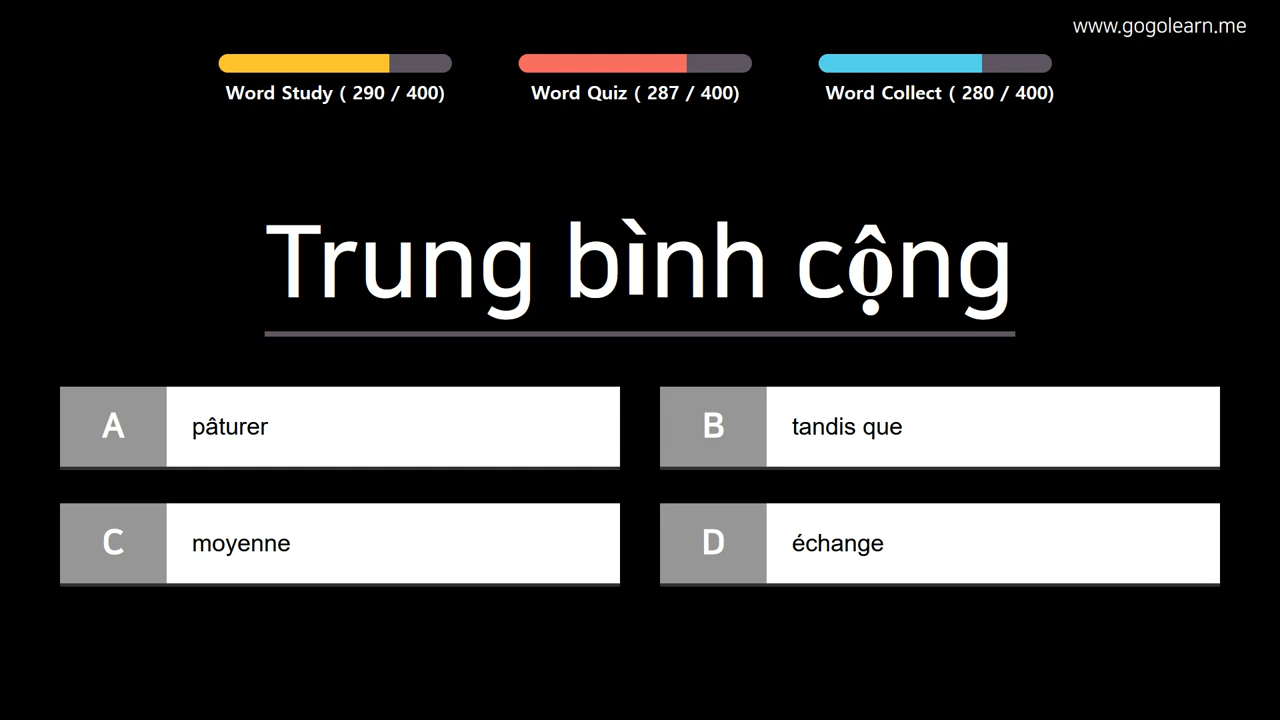 www.gogolearn.me
Word Study ( 290 / 400)
Word Quiz ( 287 / 400)
Word Collect ( 280 / 400)
Trung bình cộng
A pâturer
B tandis que
C moyenne
D échange